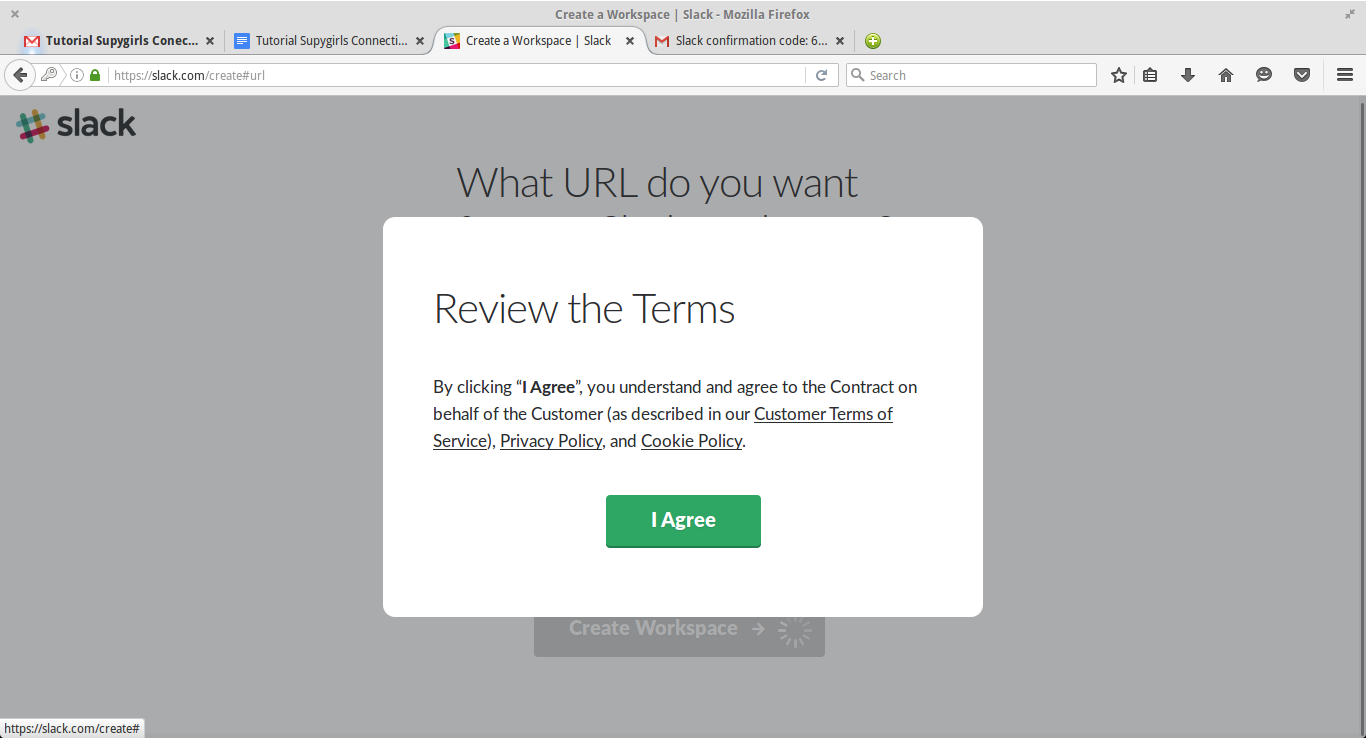 Create a Workspace | Slack - Mozilla Firefox
Tutorial Supygirls Conec...
Tutorial Supygirls Connecti...
Create a Workspace | Slack
Slack confirmation code: 6...
https://slack.com/create#url
Search
slack
What URL do you want
Review the Terms
By clicking “I Agree”, you understand and agree to the Contract on
behalf of the Customer (as described in our Customer Terms of
Service), Privacy Policy, and Cookie Policy.
I Agree
Create Workspace →
https://slack.com/create#